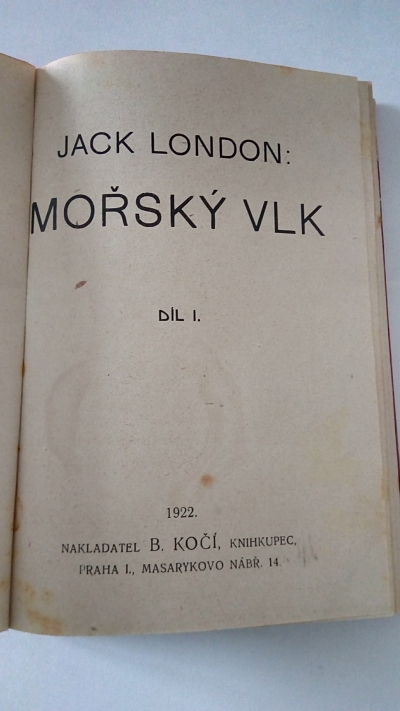 JACK LONDON:
MOŘSKÝ VLK
DÍL I.
1922.
NAKLADATEL B. KOČÍ, KNIHKUPEC,
PRAHA I., MASARYKOVO NÁBŘ. 14.